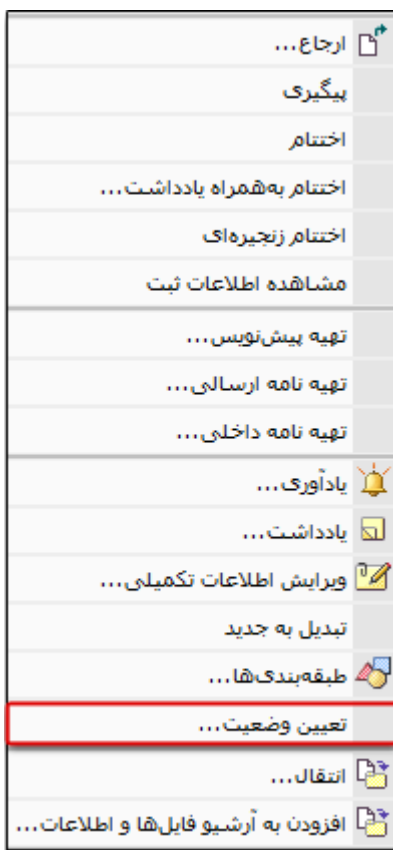 ارجاع...
پیگیری
اختتام
اختتام به‌همراه یادداشت...
اختتام زنجیره‌ای
مشاهده اطلاعات ثبت
تهیه پیش‌نویس...
تهیه نامه ارسالی...
تهیه نامه داخلی...
یادآوری...
یادداشت...
ویرایش اطلاعات تکمیلی...
تبدیل به جدید
طبقه‌بندی‌ها...
تعیین وضعیت...
انتقال...
افزودن به آرشیو فایل‌ها و اطلاعات...